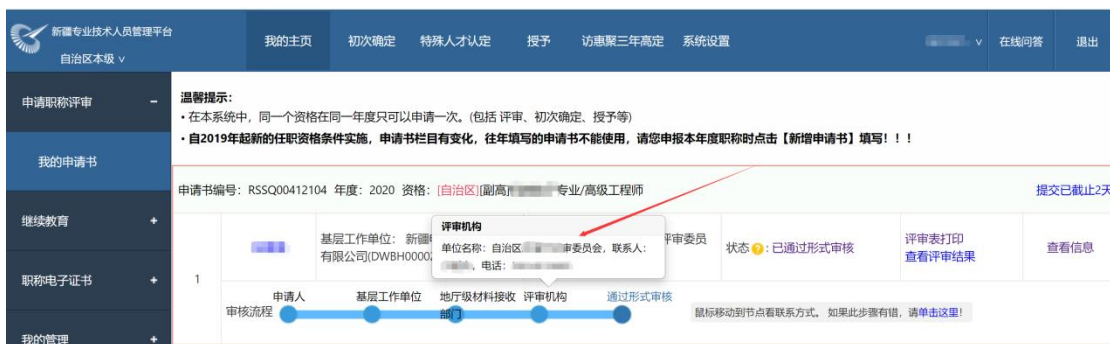 新疆专业技术人员管理平台
自治区本级 ∨
我的主页 初次确定 特殊人才认定 授予 访惠聚三年高定 系统设置 ∨ 在线问答 退出
申请职称评审 －
我的申请书
继续教育 +
职称电子证书 +
我的管理 +
温馨提示：
• 在本系统中，同一个资格在同一年度只可以申请一次。(包括 评审、初次确定、授予等)
• 自2019年起新的任职资格条件实施，申请书栏目有变化，往年填写的申请书不能使用，请您申报本年度职称时点击【新增申请书】填写！！！
申请书编号：RSSQ00412104 年度：2020 资格：[自治区][副高] 专业/高级工程师 提交已截止2天
1
基层工作单位： 新疆
有限公司(DWBH0000
评审机构
单位名称：自治区 审委员会，联系人：
，电话：
评审委员
状态 ? : 已通过形式审核
评审表打印
查看评审结果
查看信息
审核流程
申请人 基层工作单位 地厅级材料接收部门 评审机构 通过形式审核
鼠标移动到节点看联系方式。 如果此步骤有错，请单击这里！